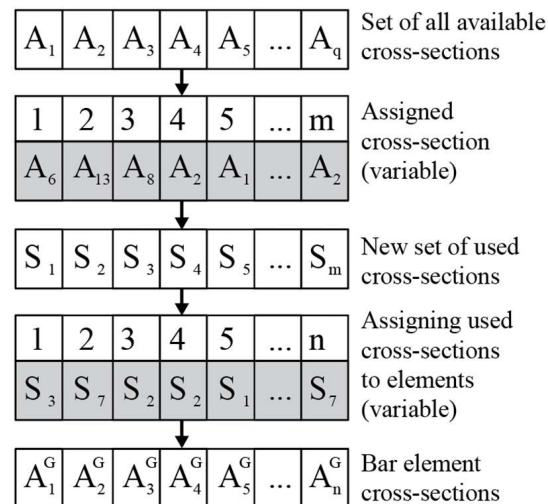 A1 A2 A3 A4 A5 ... Aq
Set of all available
cross-sections
1 2 3 4 5 ... m
A6 A13 A8 A2 A1 ... A2
Assigned
cross-section
(variable)
S1 S2 S3 S4 S5 ... Sm
New set of used
cross-sections
1 2 3 4 5 ... n
S3 S7 S2 S2 S1 ... S7
Assigning used
cross-sections
to elements
(variable)
A1G A2G A3G A4G A5G ... AnG
Bar element
cross-sections